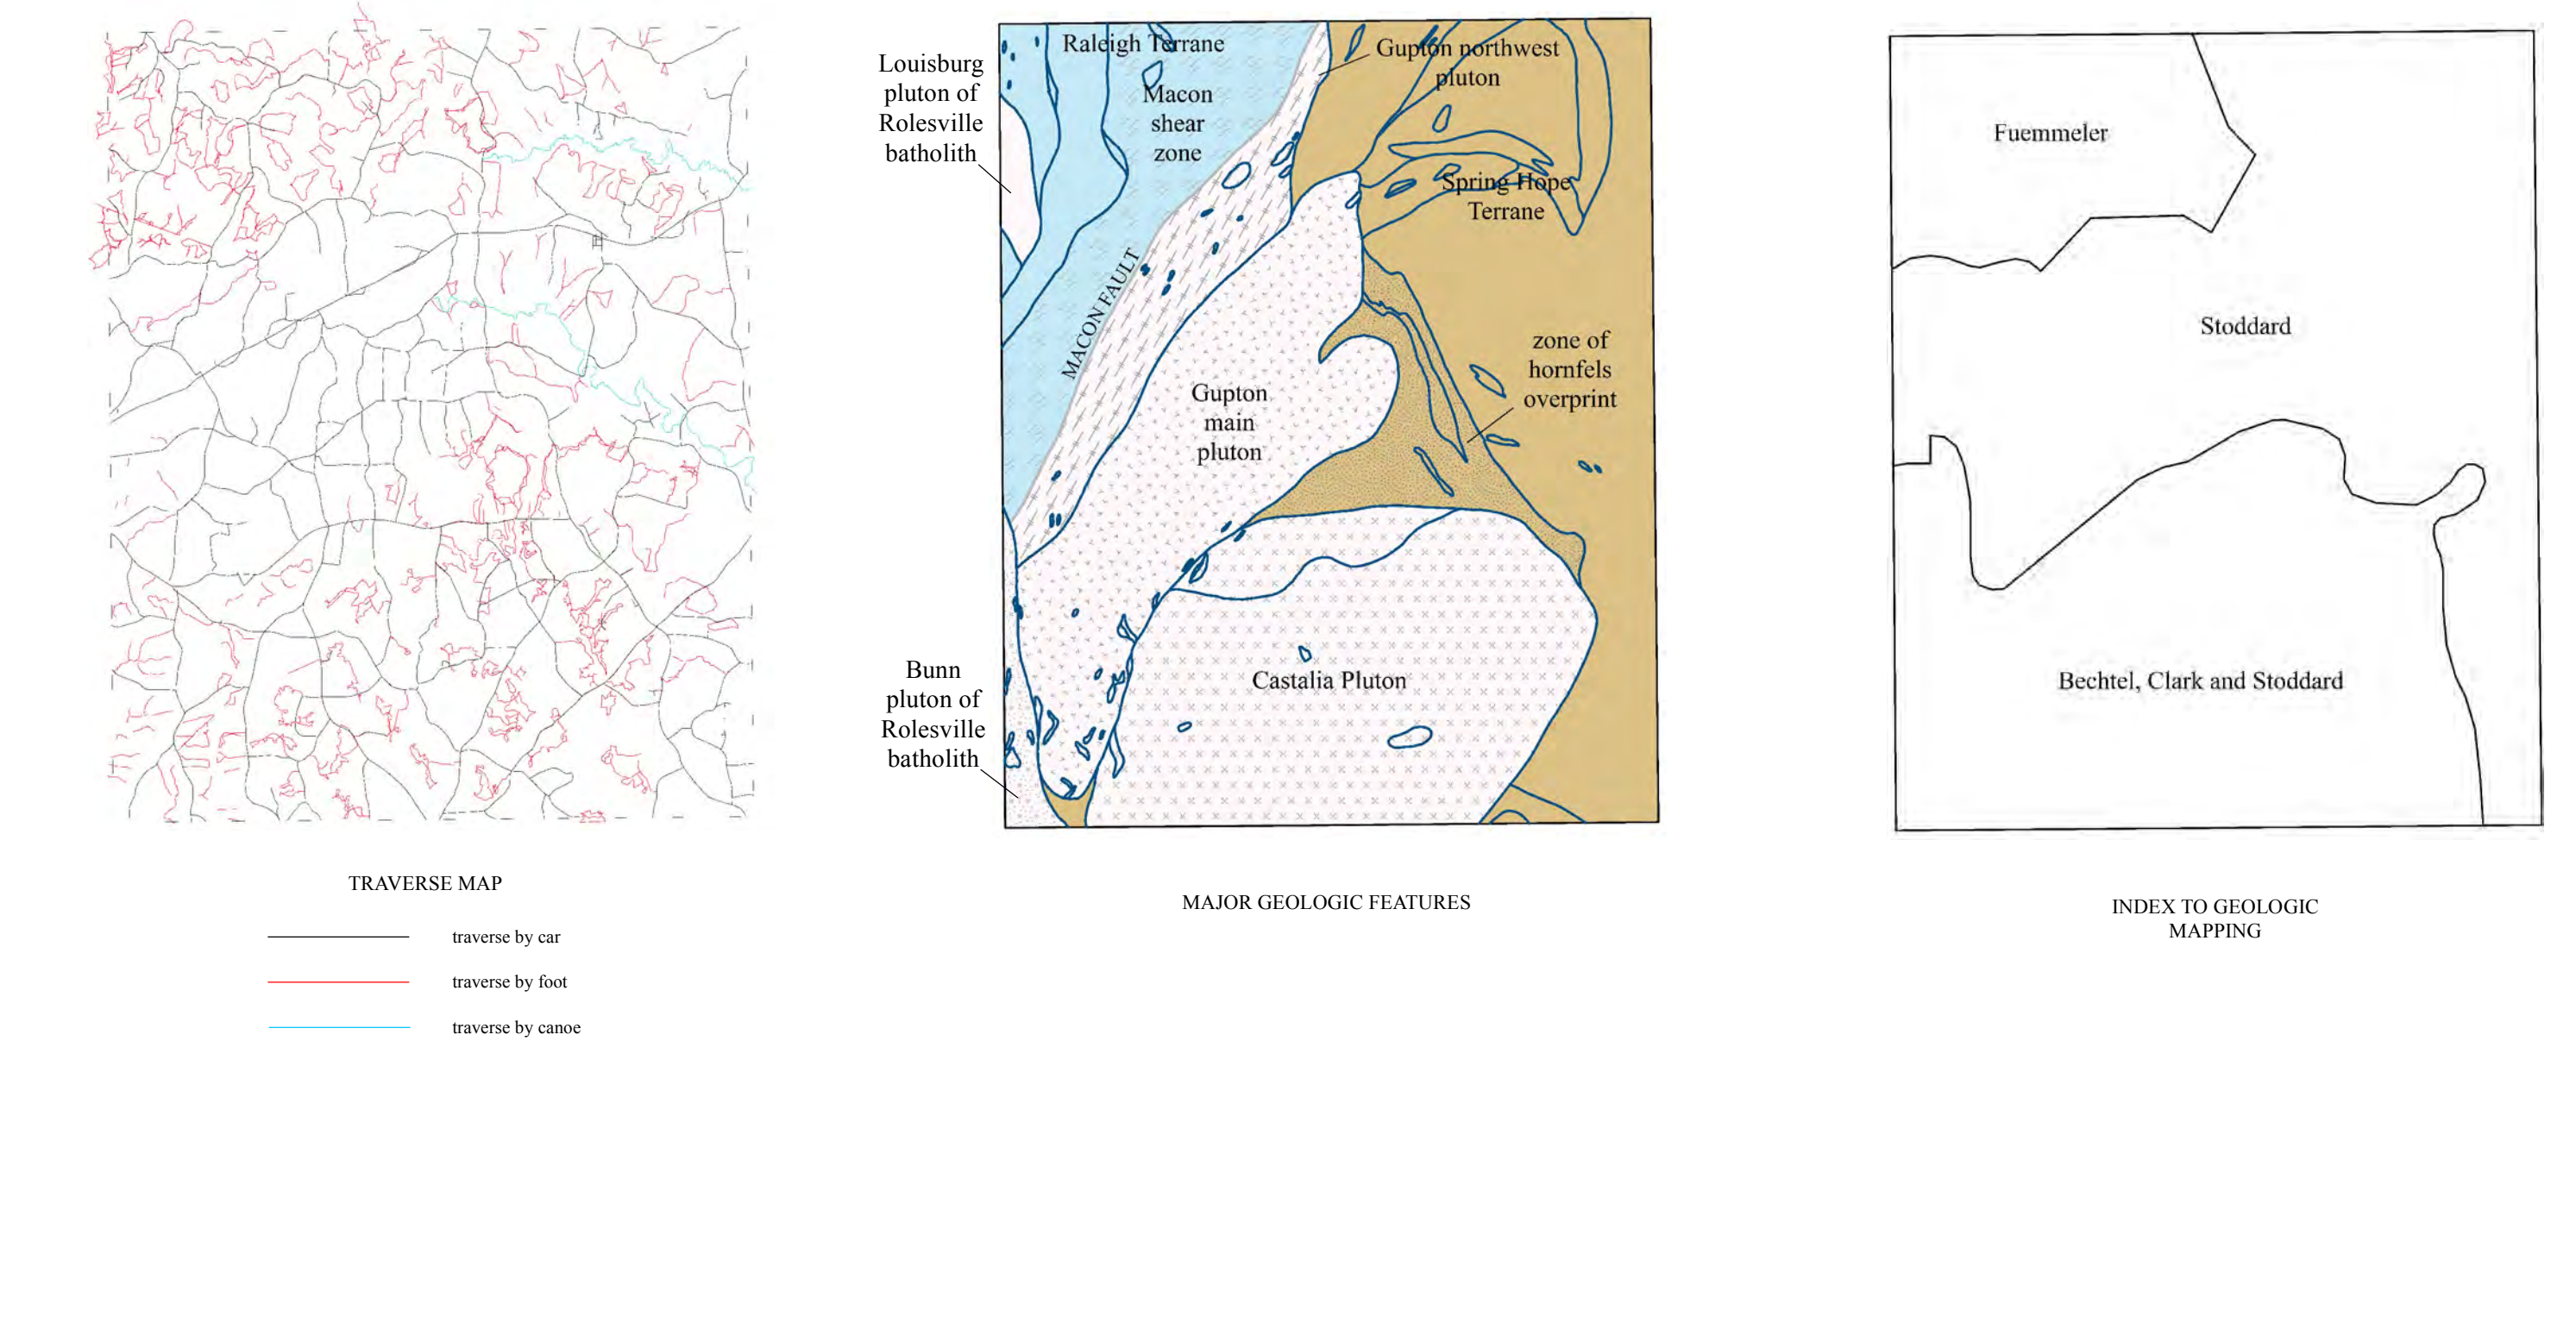 TRAVERSE MAP
traverse by car
traverse by foot
traverse by canoe
Louisburg
pluton of
Rolesville
batholith
Raleigh Terrane
Macon
shear
zone
Gupton northwest
pluton
Spring Hope
Terrane
MACON FAULT
zone of
hornfels
overprint
Gupton
main
pluton
Bunn
pluton of
Rolesville
batholith
Castalia Pluton
MAJOR GEOLOGIC FEATURES
Fuemmeler
Stoddard
Bechtel, Clark and Stoddard
INDEX TO GEOLOGIC
MAPPING